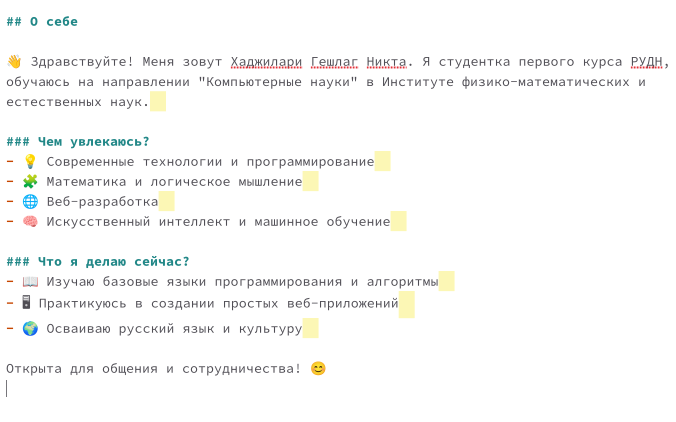 ## О себе
👋 Здравствуйте! Меня зовут Хаджилари Гешлаг Никта. Я студентка первого курса РУДН,
обучаюсь на направлении "Компьютерные науки" в Институте физико-математических и
естественных наук.
### Чем увлекаюсь?
- 💡 Современные технологии и программирование
- 🧩 Математика и логическое мышление
- 🌐 Веб-разработка
- 🧠 Искусственный интеллект и машинное обучение
### Что я делаю сейчас?
- 📖 Изучаю базовые языки программирования и алгоритмы
- 🖥 Практикуюсь в создании простых веб-приложений
- 🌍 Осваиваю русский язык и культуру
Открыта для общения и сотрудничества! 😊